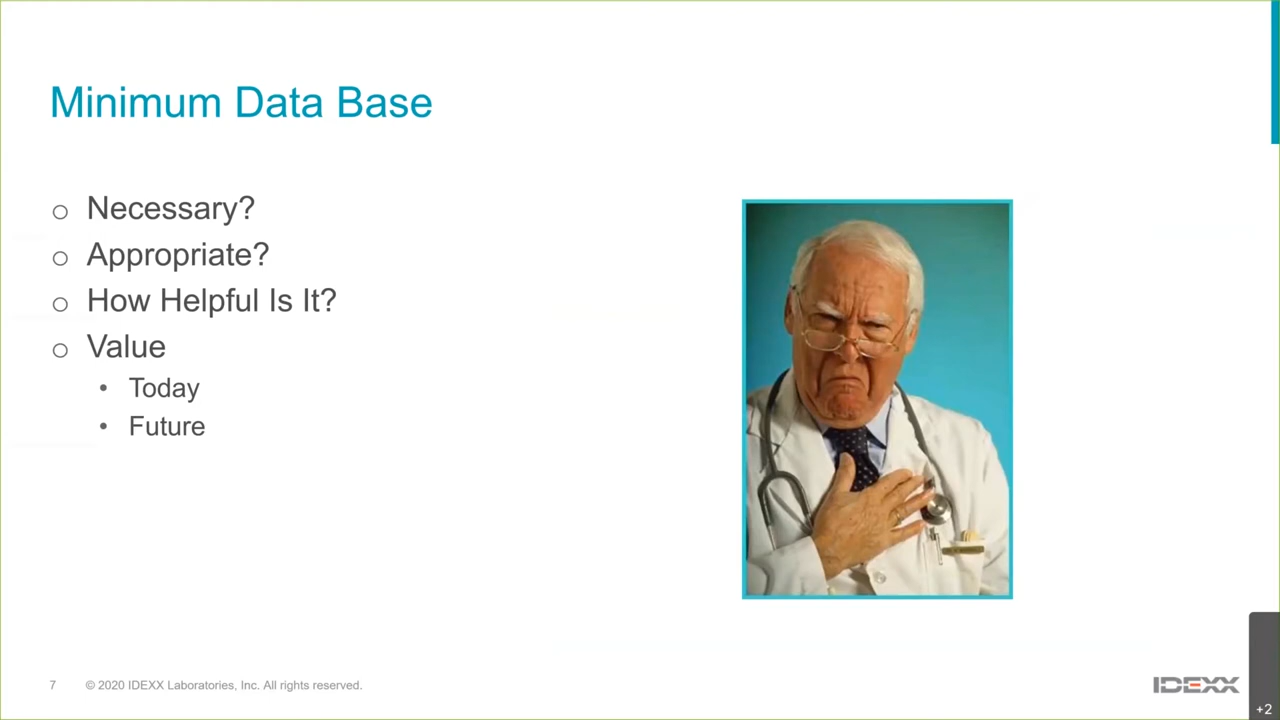 Minimum Data Base
o Necessary?
o Appropriate?
o How Helpful Is It?
o Value
• Today
• Future
7 © 2020 IDEXX Laboratories, Inc. All rights reserved.
IDEXX
+2